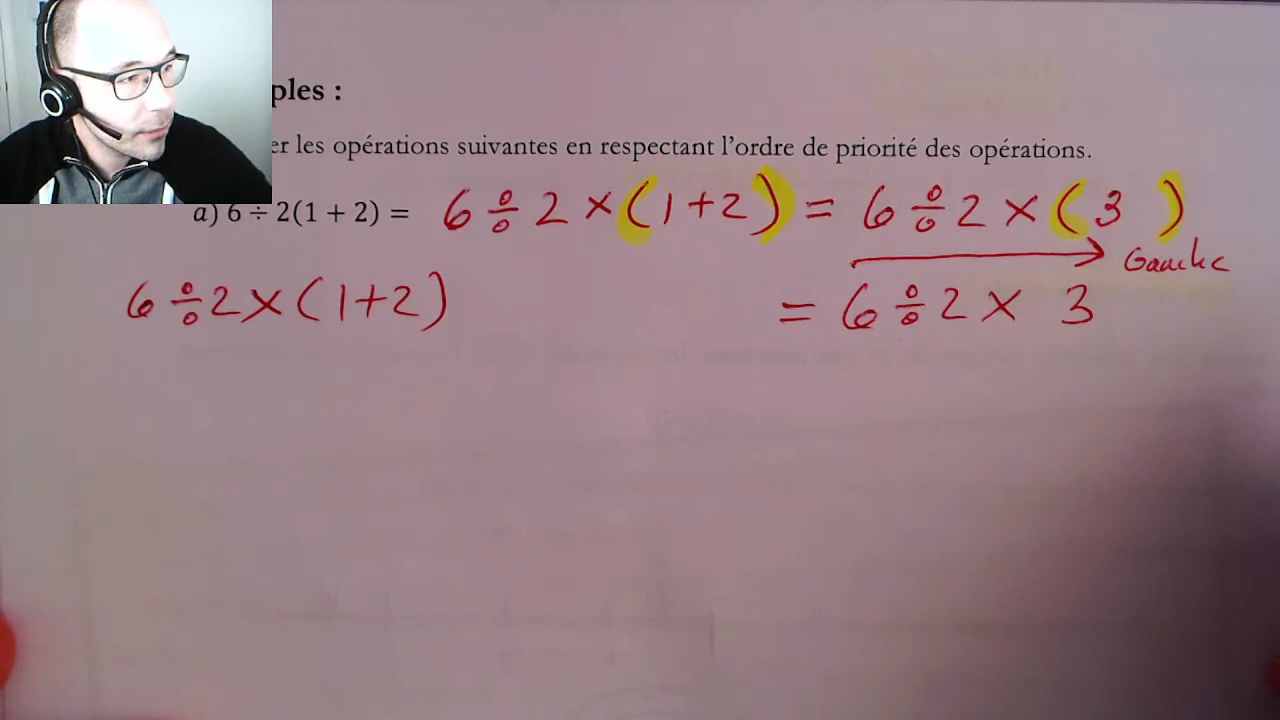 ples :
er les opérations suivantes en respectant l'ordre de priorité des opérations.
a) 6 ÷ 2(1 + 2) = 6 ÷ 2 × (1+2) = 6 ÷ 2 × (3 )
Gauche
6 ÷ 2 × (1+2) = 6 ÷ 2 × 3